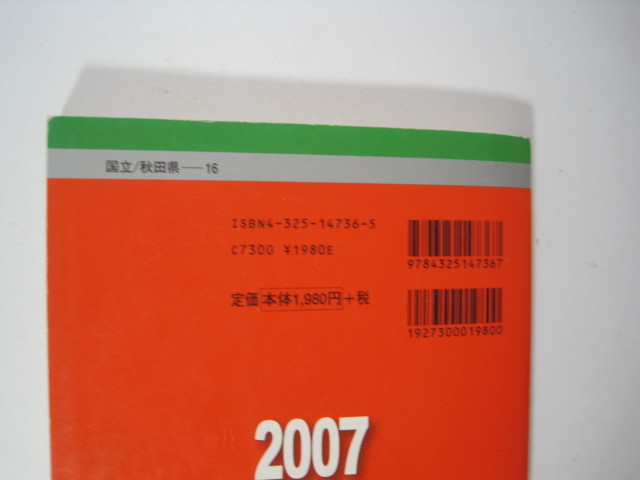 国立/秋田県──16
ISBN4-325-14736-5
C7300 ¥1980E
9784325147367
定価 本体1,980円+税
1927300019800
2007